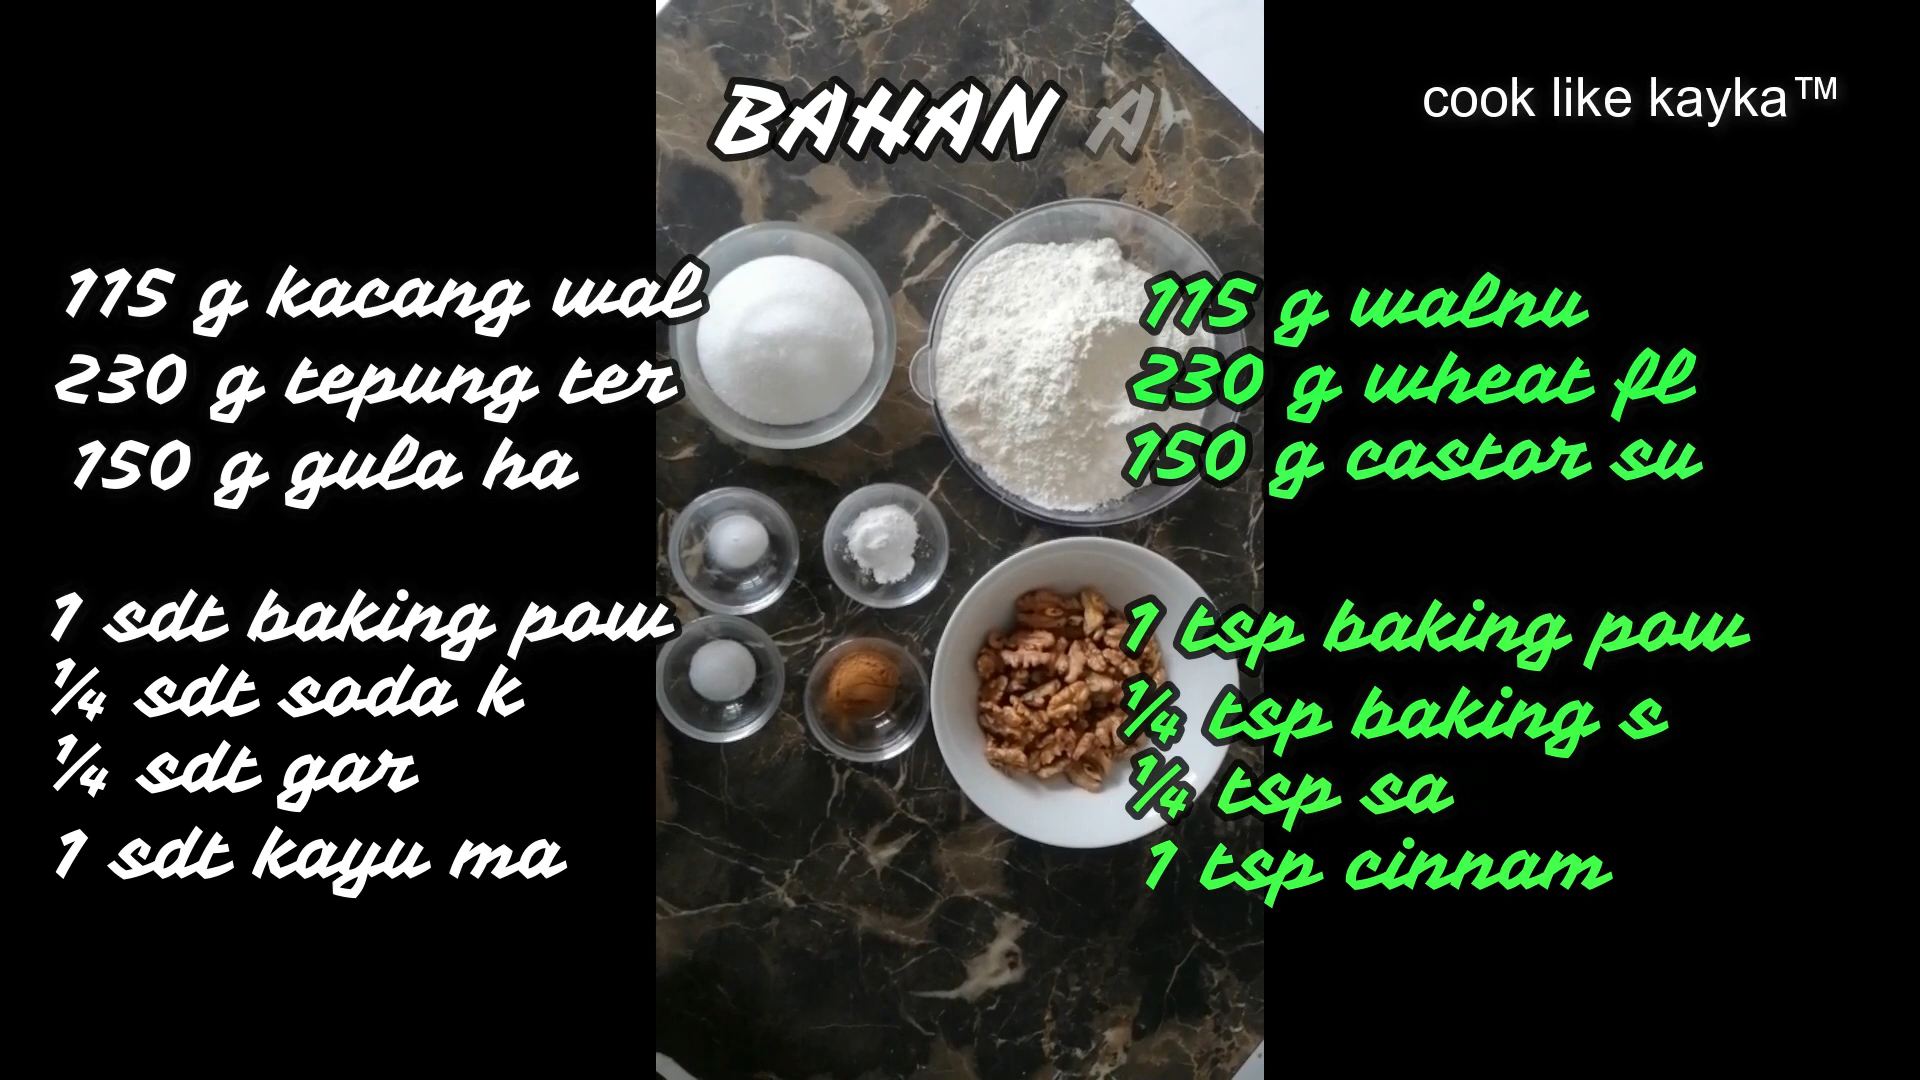 BAHAN A
cook like kayka™
115 g kacang wal
230 g tepung ter
150 g gula ha
1 sdt baking pow
¼ sdt soda k
¼ sdt gar
1 sdt kayu ma
115 g walnu
230 g wheat fl
150 g castor su
1 tsp baking pow
¼ tsp baking s
¼ tsp sa
1 tsp cinnam